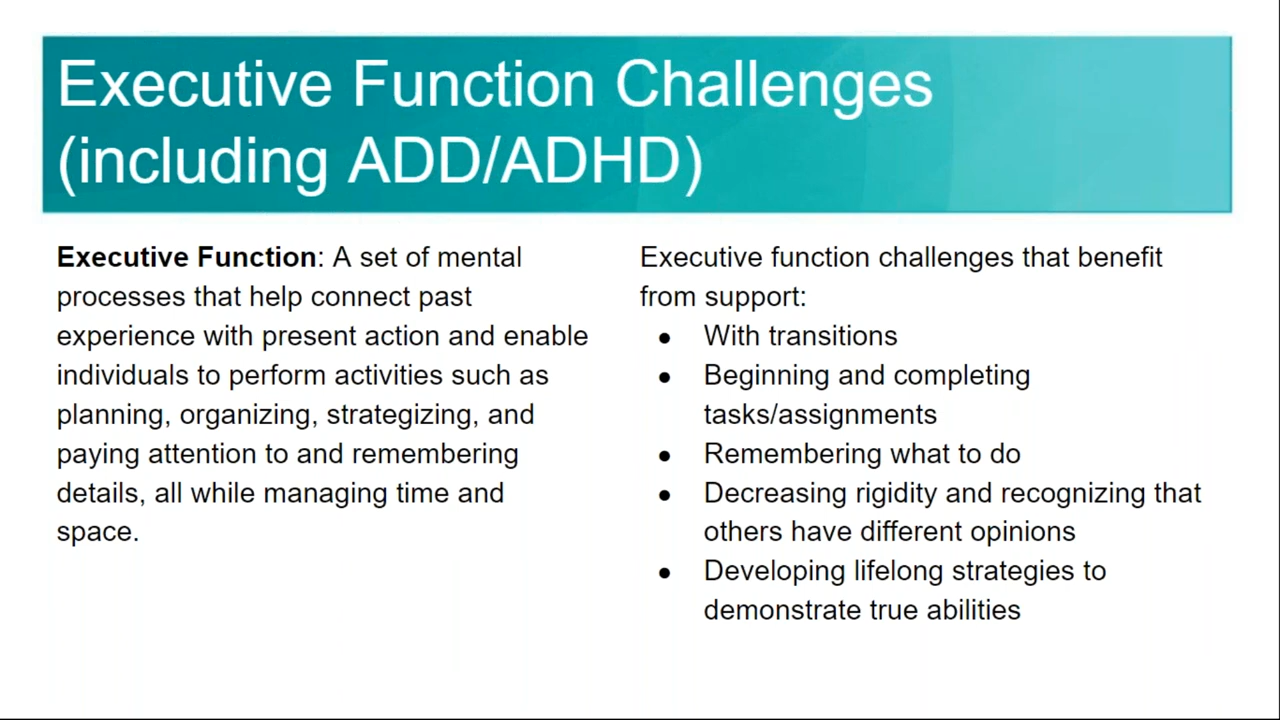 Executive Function Challenges
(including ADD/ADHD)
Executive Function: A set of mental
processes that help connect past
experience with present action and enable
individuals to perform activities such as
planning, organizing, strategizing, and
paying attention to and remembering
details, all while managing time and
space.
Executive function challenges that benefit
from support:
● With transitions
● Beginning and completing
tasks/assignments
● Remembering what to do
● Decreasing rigidity and recognizing that
others have different opinions
● Developing lifelong strategies to
demonstrate true abilities